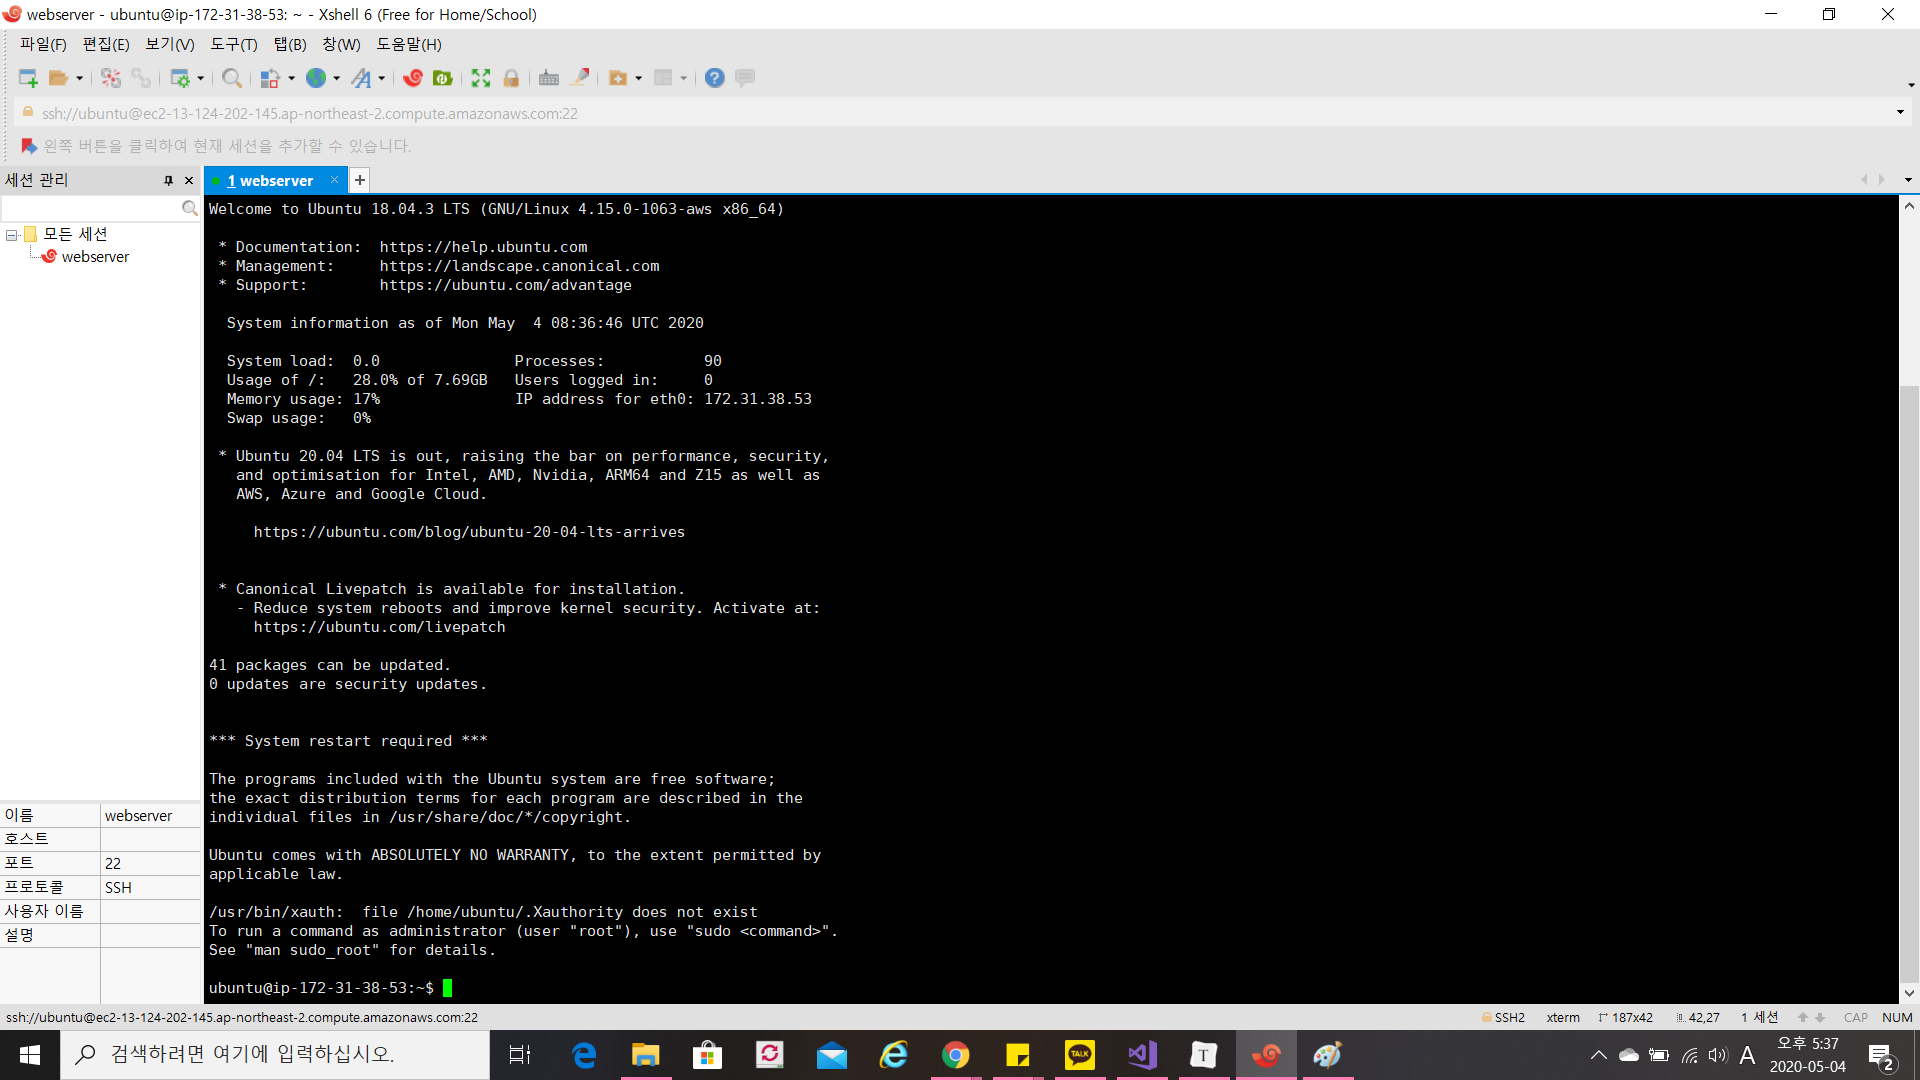 webserver - ubuntu@ip-172-31-38-53: ~ - Xshell 6 (Free for Home/School)
파일(F) 편집(E) 보기(V) 도구(T) 탭(B) 창(W) 도움말(H)
ssh://ubuntu@ec2-13-124-202-145.ap-northeast-2.compute.amazonaws.com:22
왼쪽 버튼을 클릭하여 현재 세션을 추가할 수 있습니다.
세션 관리
1 webserver
모든 세션
webserver
Welcome to Ubuntu 18.04.3 LTS (GNU/Linux 4.15.0-1063-aws x86_64)
* Documentation:  https://help.ubuntu.com
* Management:     https://landscape.canonical.com
* Support:        https://ubuntu.com/advantage
System information as of Mon May  4 08:36:46 UTC 2020
System load:  0.0               Processes:           90
Usage of /:   28.0% of 7.69GB   Users logged in:     0
Memory usage: 17%               IP address for eth0: 172.31.38.53
Swap usage:   0%
* Ubuntu 20.04 LTS is out, raising the bar on performance, security,
and optimisation for Intel, AMD, Nvidia, ARM64 and Z15 as well as
AWS, Azure and Google Cloud.
https://ubuntu.com/blog/ubuntu-20-04-lts-arrives
* Canonical Livepatch is available for installation.
- Reduce system reboots and improve kernel security. Activate at:
https://ubuntu.com/livepatch
41 packages can be updated.
0 updates are security updates.
*** System restart required ***
The programs included with the Ubuntu system are free software;
the exact distribution terms for each program are described in the
individual files in /usr/share/doc/*/copyright.
Ubuntu comes with ABSOLUTELY NO WARRANTY, to the extent permitted by
applicable law.
/usr/bin/xauth:  file /home/ubuntu/.Xauthority does not exist
To run a command as administrator (user "root"), use "sudo <command>".
See "man sudo_root" for details.
ubuntu@ip-172-31-38-53:~$
이름 webserver
호스트
포트 22
프로토콜 SSH
사용자 이름
설명
ssh://ubuntu@ec2-13-124-202-145.ap-northeast-2.compute.amazonaws.com:22
SSH2 xterm 187x42 42,27 1 세션 CAP NUM
검색하려면 여기에 입력하십시오.
TALK
T
A
오후 5:37
2020-05-04
2